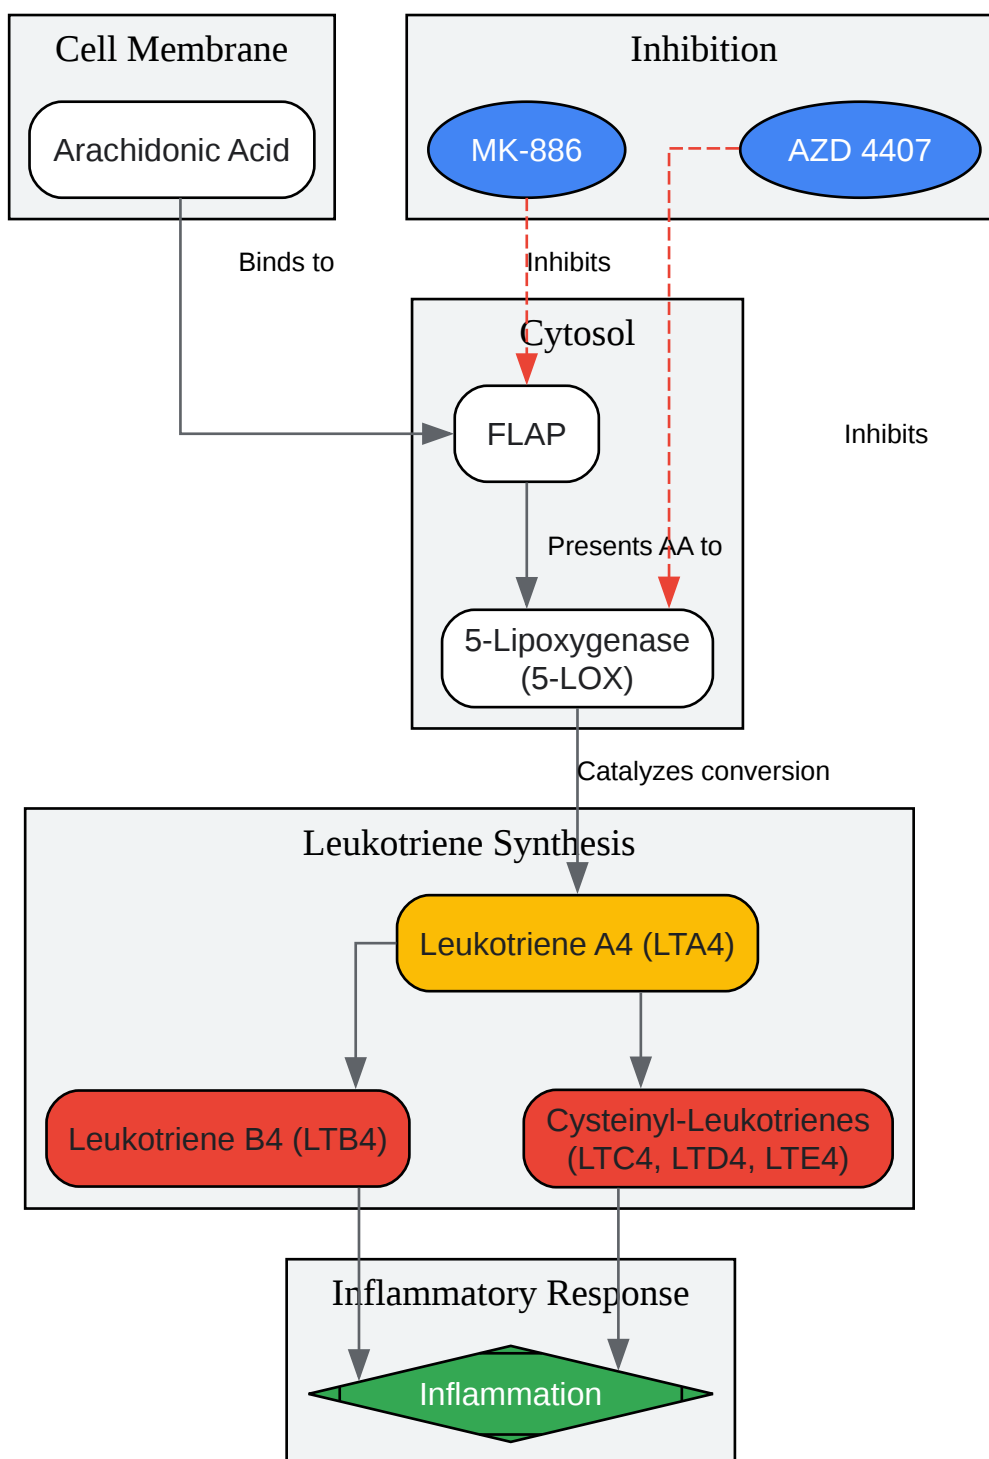 Cell Membrane
Inhibition
Arachidonic Acid
MK-886
AZD 4407
Binds to
Inhibits
Cytosol
FLAP
Inhibits
Presents AA to
5-Lipoxygenase
(5-LOX)
Catalyzes conversion
Leukotriene Synthesis
Leukotriene A4 (LTA4)
Leukotriene B4 (LTB4)
Cysteinyl-Leukotrienes
(LTC4, LTD4, LTE4)
Inflammatory Response
Inflammation